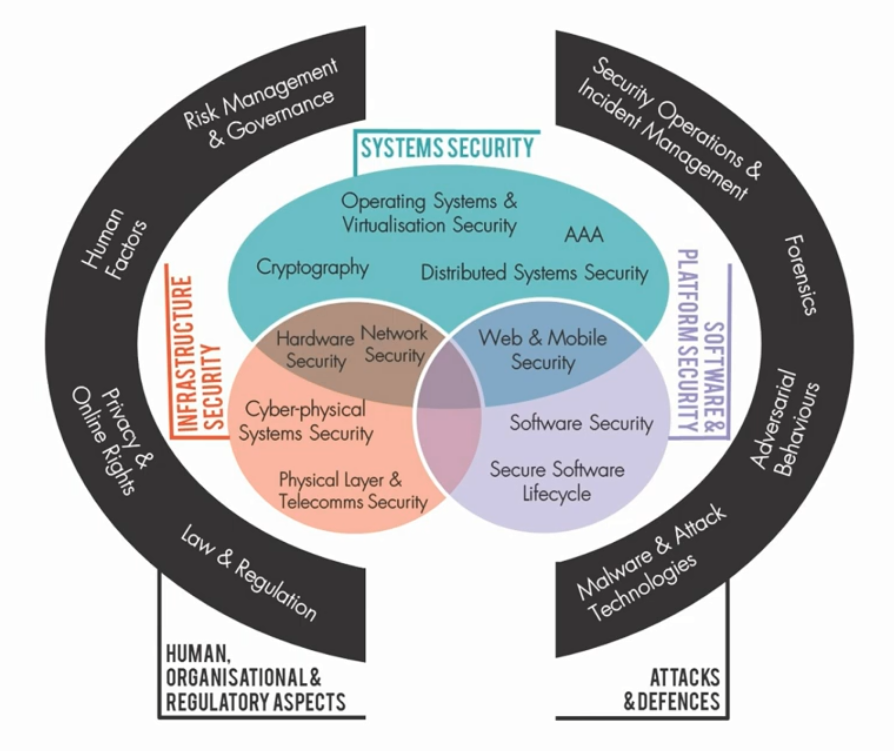 Risk Management
& Governance
Human
Factors
Privacy &
Online Rights
Law & Regulation
HUMAN,
ORGANISATIONAL &
REGULATORY ASPECTS
SYSTEMS SECURITY
Operating Systems &
Virtualisation Security
AAA
Cryptography
Distributed Systems Security
INFRASTRUCTURE
SECURITY
Hardware
Security
Network
Security
Cyber-physical
Systems Security
Physical Layer &
Telecomms Security
Web & Mobile
Security
Software Security
Secure Software
Lifecycle
SOFTWARE &
PLATFORM SECURITY
Security Operations &
Incident Management
Forensics
Adversarial
Behaviours
Malware & Attack
Technologies
ATTACKS
& DEFENCES